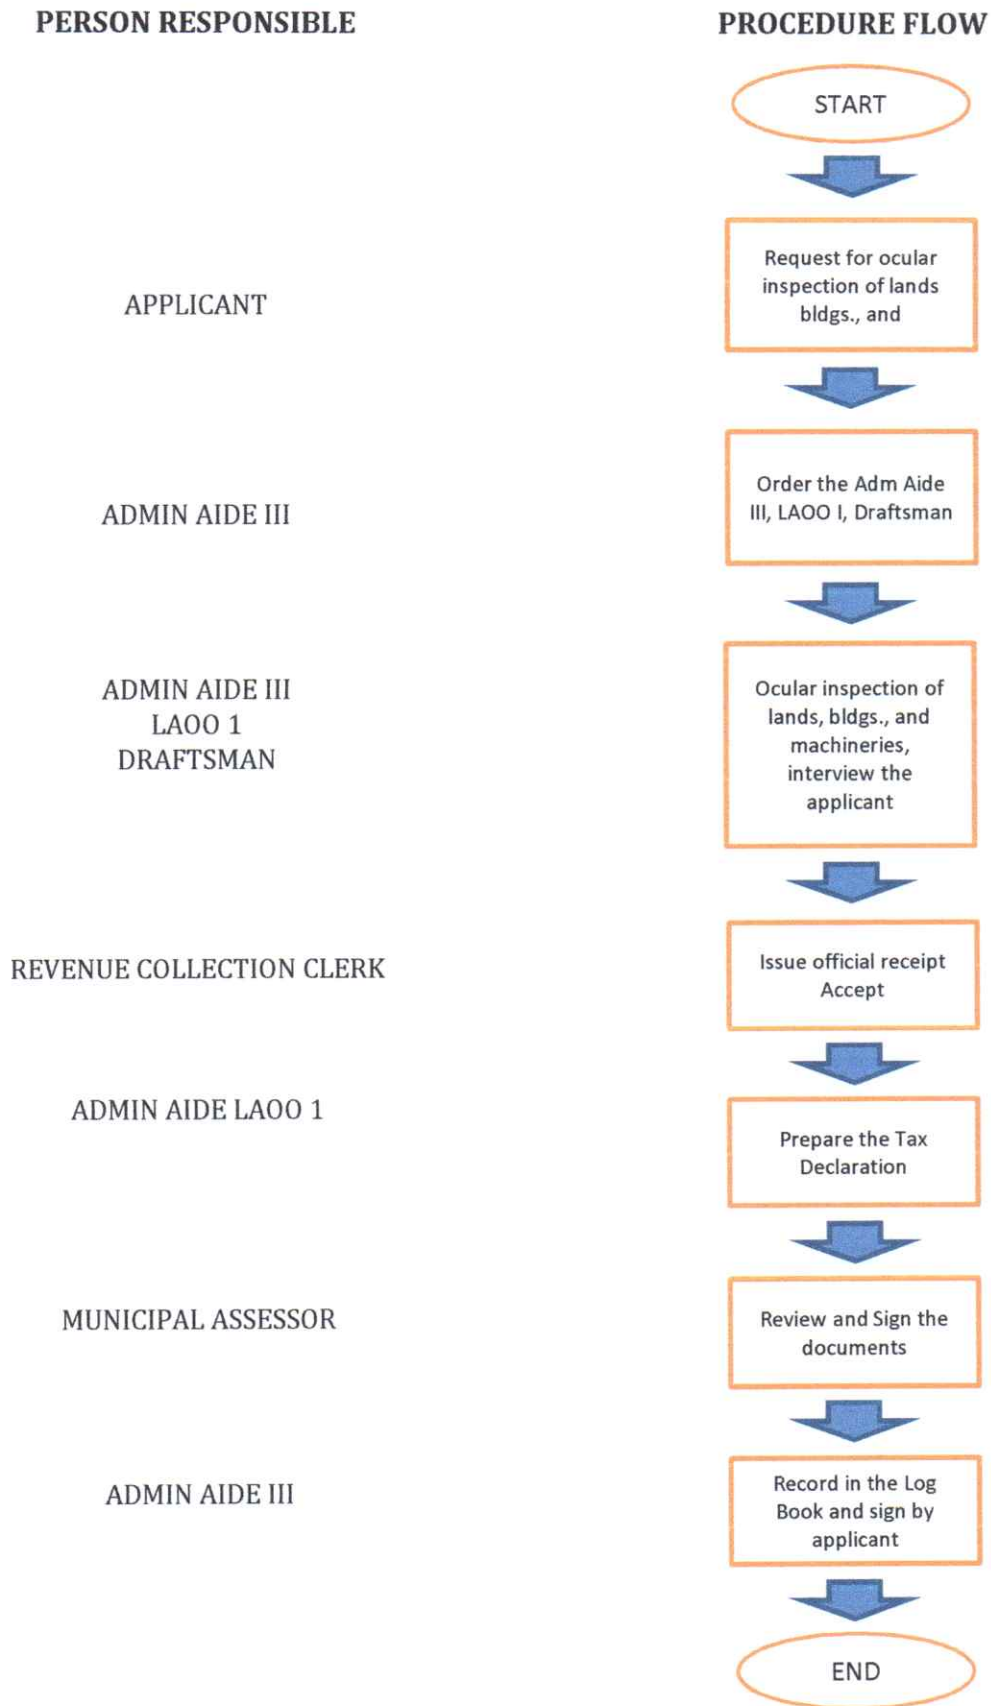 PERSON RESPONSIBLE
PROCEDURE FLOW
START
APPLICANT
Request for ocular
inspection of lands
bldgs., and
ADMIN AIDE III
Order the Adm Aide
III, LAOO I, Draftsman
ADMIN AIDE III
LAOO 1
DRAFTSMAN
Ocular inspection of
lands, bldgs., and
machineries,
interview the
applicant
REVENUE COLLECTION CLERK
Issue official receipt
Accept
ADMIN AIDE LAOO 1
Prepare the Tax
Declaration
MUNICIPAL ASSESSOR
Review and Sign the
documents
ADMIN AIDE III
Record in the Log
Book and sign by
applicant
END